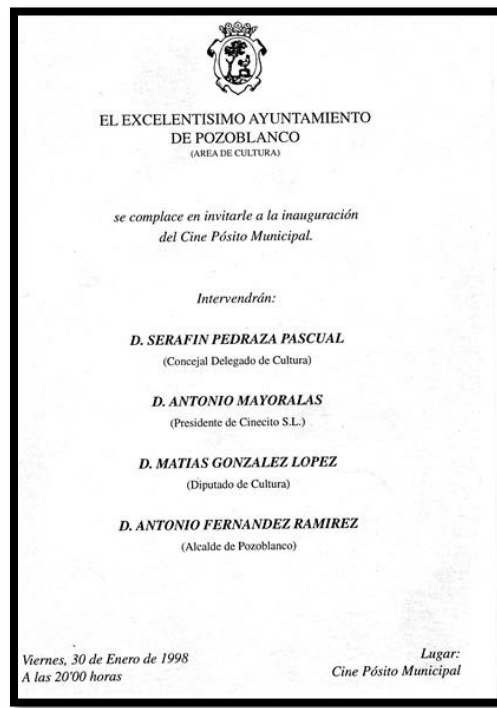 EL EXCELENTISIMO AYUNTAMIENTO
DE POZOBLANCO
(AREA DE CULTURA)
se complace en invitarle a la inauguración
del Cine Pósito Municipal.
Intervendrán:
D. SERAFIN PEDRAZA PASCUAL
(Concejal Delegado de Cultura)
D. ANTONIO MAYORALAS
(Presidente de Cinecito S.L.)
D. MATIAS GONZALEZ LOPEZ
(Diputado de Cultura)
D. ANTONIO FERNANDEZ RAMIREZ
(Alcalde de Pozoblanco)
Viernes, 30 de Enero de 1998
A las 20'00 horas
Lugar:
Cine Pósito Municipal